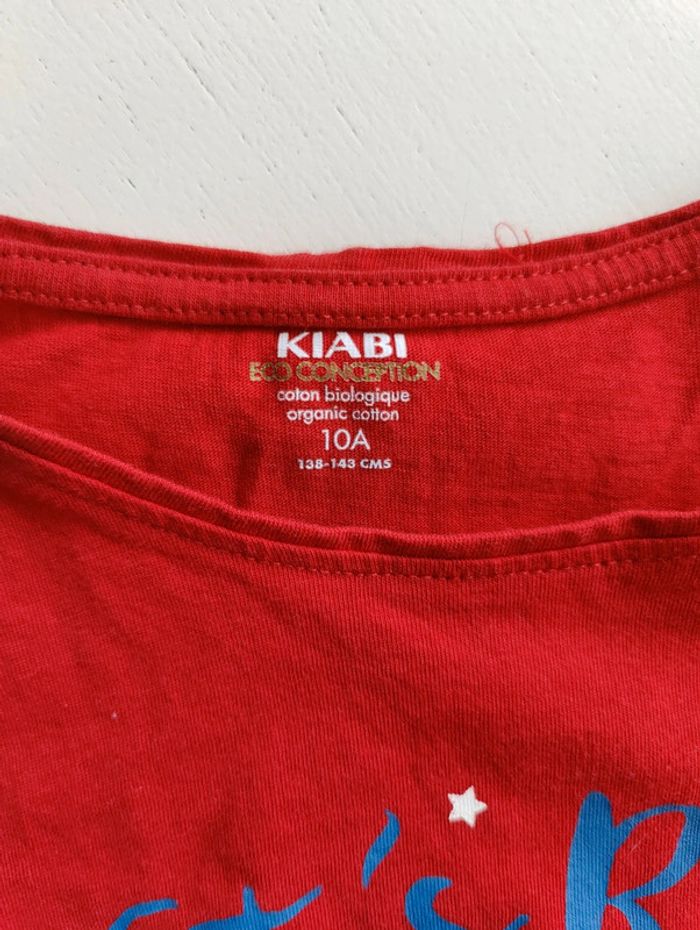 KIABI
ECO CONCEPTION
coton biologique
organic cotton
10A
138-143 CMS